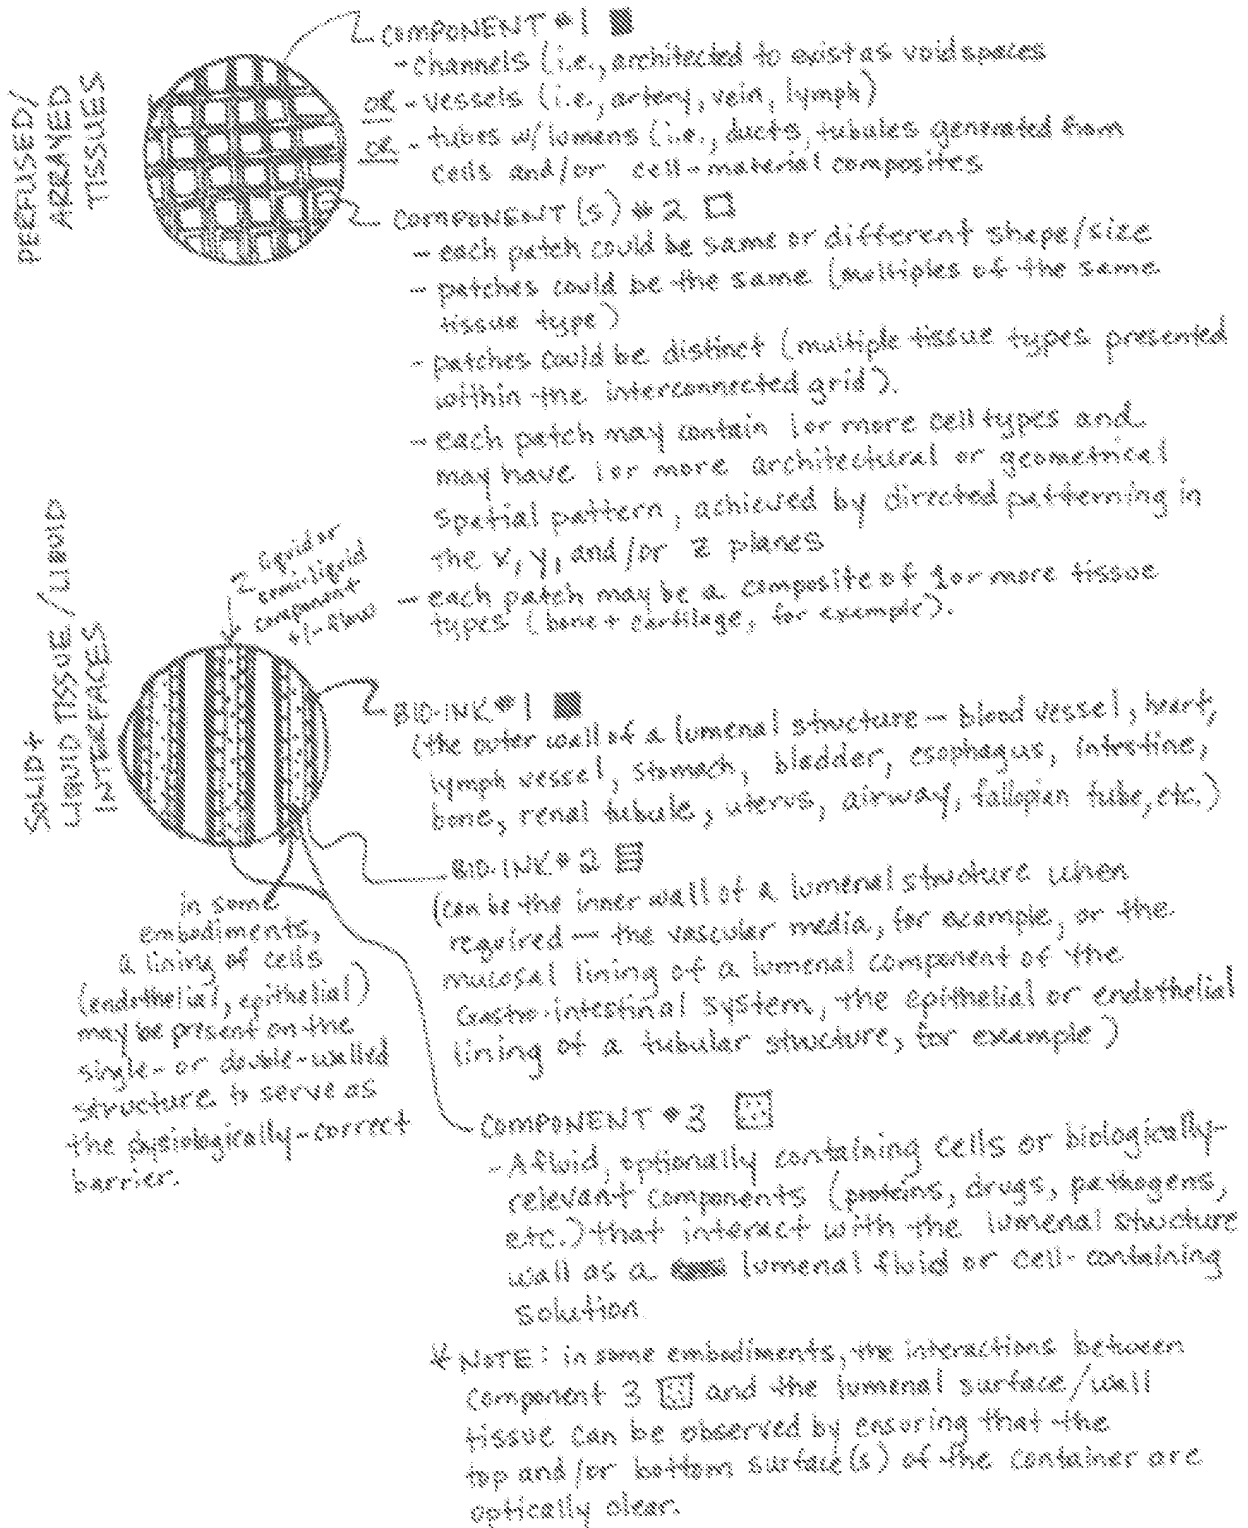 PERFUSED/
ARRAYED
TISSUES
COMPONENT #1
- channels (i.e., architected to exist as void spaces
OR - vessels (i.e., artery, vein, lymph)
OR - tubes w/lumens (i.e., ducts, tubules generated from
cells and/or cell-material composites
COMPONENT(S) #2
- each patch could be same or different shape/size
- patches could be the same (multiples of the same
tissue type)
- patches could be distinct (multiple tissue types presented
within the interconnected grid).
- each patch may contain 1 or more cell types and
may have 1 or more architectural or geometrical
spatial pattern, achieved by directed patterning in
the x, y, and/or z planes
- each patch may be a composite of 1 or more tissue
types (bone + cartilage, for example).
SOLID +
LIQUID TISSUE/LIQUID
INTERFACES
liquid or
semi-liquid
component
+/- flow
BIO-INK #1
(the outer wall of a lumenal structure — blood vessel, heart,
lymph vessel, stomach, bladder, esophagus, intestine,
bone, renal tubule, uterus, airway, fallopian tube, etc.)
BIO-INK #2
(can be the inner wall of a lumenal structure when
required — the vascular media, for example, or the
mucosal lining of a lumenal component of the
Gastro-intestinal system, the epithelial or endothelial
lining of a tubular structure, for example)
in some
embodiments,
a lining of cells
(endothelial, epithelial)
may be present on the
single- or double-walled
structure to serve as
the physiologically-correct
barrier.
COMPONENT #3
- A fluid, optionally containing cells or biologically-
relevant components (proteins, drugs, pathogens,
etc.) that interact with the lumenal structure
wall as a lumenal fluid or cell-containing
solution
* NOTE: in some embodiments, the interactions between
Component 3 and the lumenal surface/wall
tissue can be observed by ensuring that the
top and/or bottom surface(s) of the container are
optically clear.